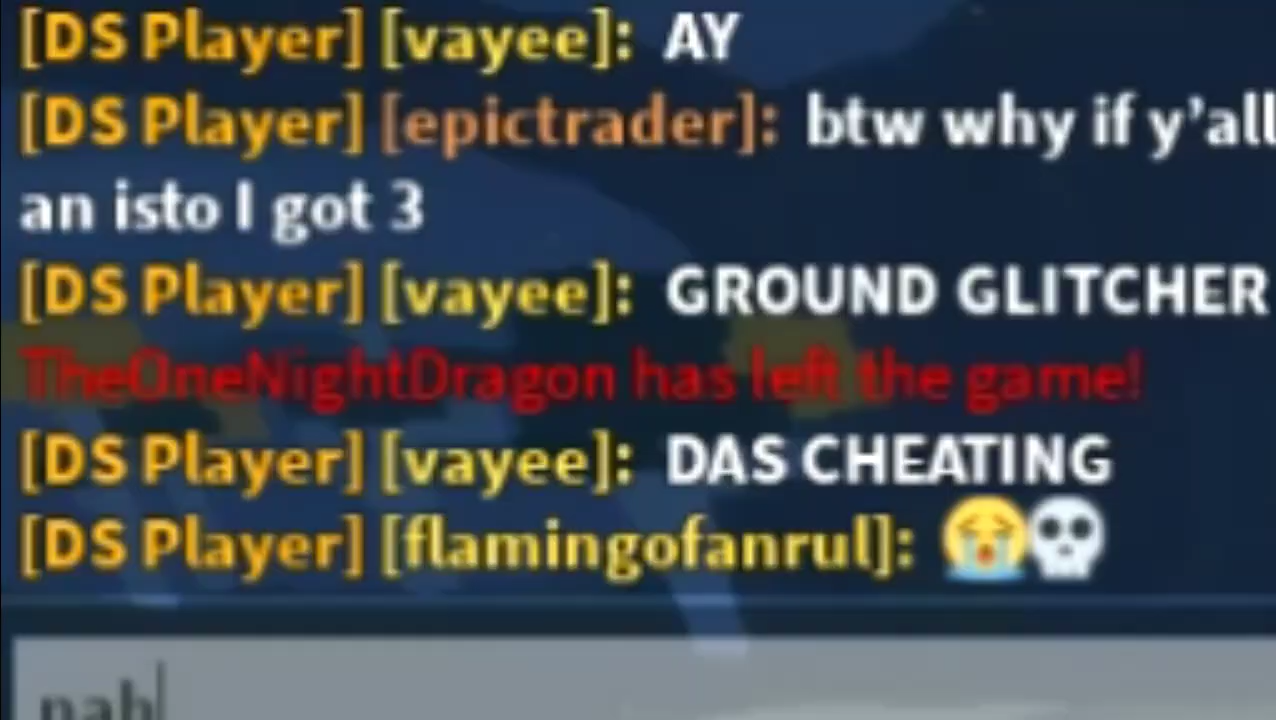 [DS Player] [vayee]: AY
[DS Player] [epictrader]: btw why if y'all
an isto I got 3
[DS Player] [vayee]: GROUND GLITCHER
TheOneNightDragon has left the game!
[DS Player] [vayee]: DAS CHEATING
[DS Player] [flamingofanrul]: 😭💀
nah